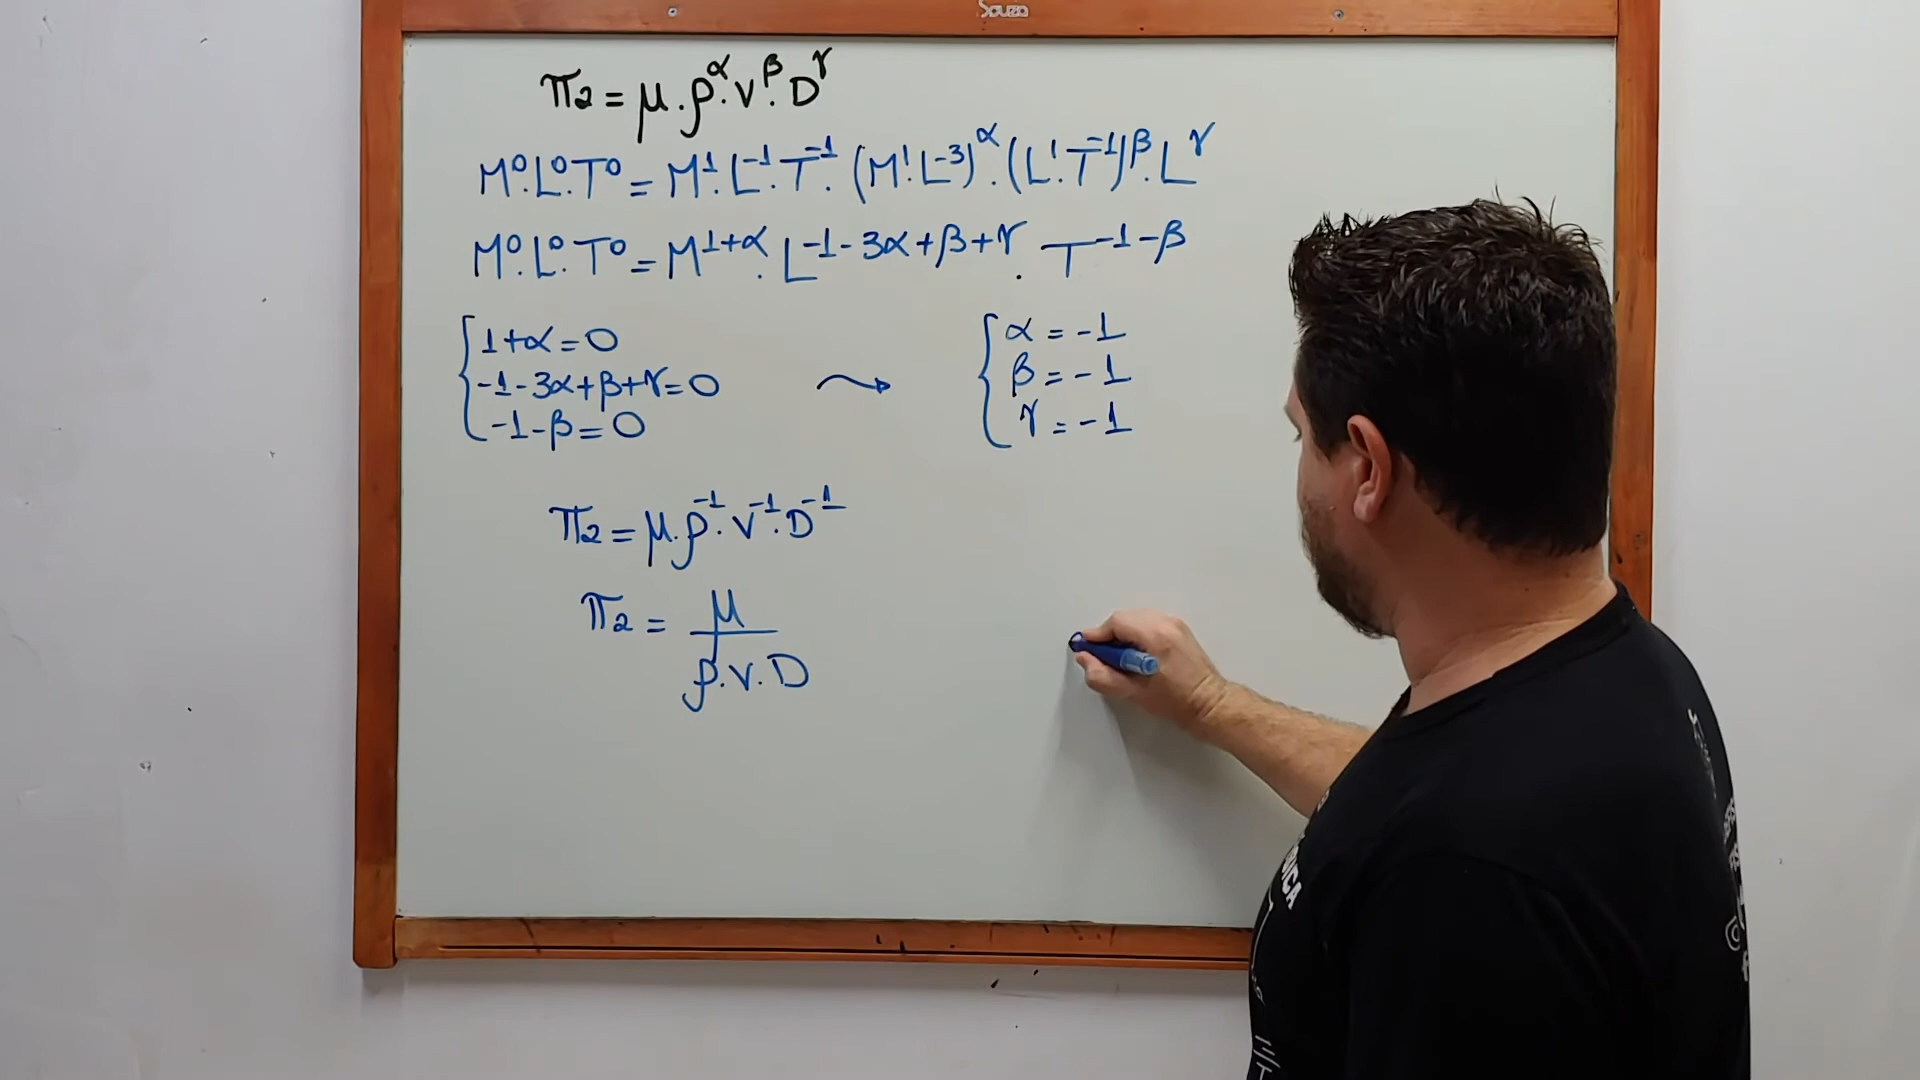 Souza
π₂ = μ.ρ^α.V^β.D^γ
M⁰.L⁰.T⁰ = M¹.L⁻¹.T⁻¹.(M¹.L⁻³)^α.(L¹.T⁻¹)^β.L^γ
M⁰.L⁰.T⁰ = M^(1+α).L^(-1-3α+β+γ).T^(-1-β)
{1+α=0
-1-3α+β+γ=0
-1-β=0
{α=-1
β=-1
γ=-1
π₂ = μ.ρ⁻¹.V⁻¹.D⁻¹
π₂ = μ/(ρ.V.D)